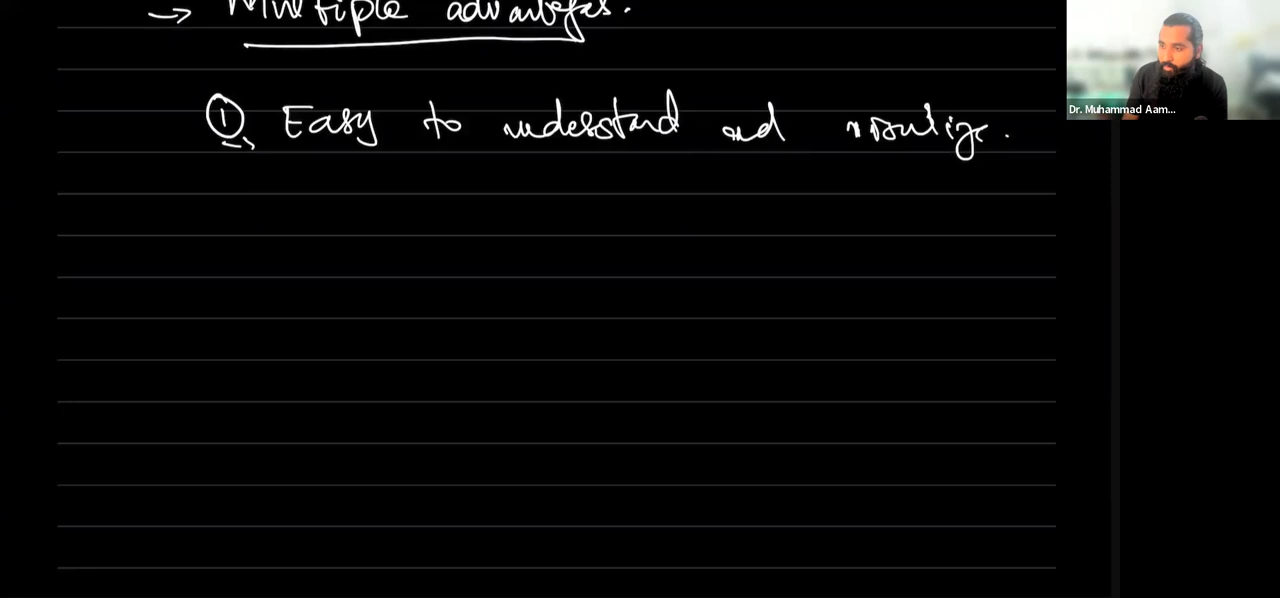 → Multiple advantages.
① Easy to understand and visualize.
Dr. Muhammad Aam...